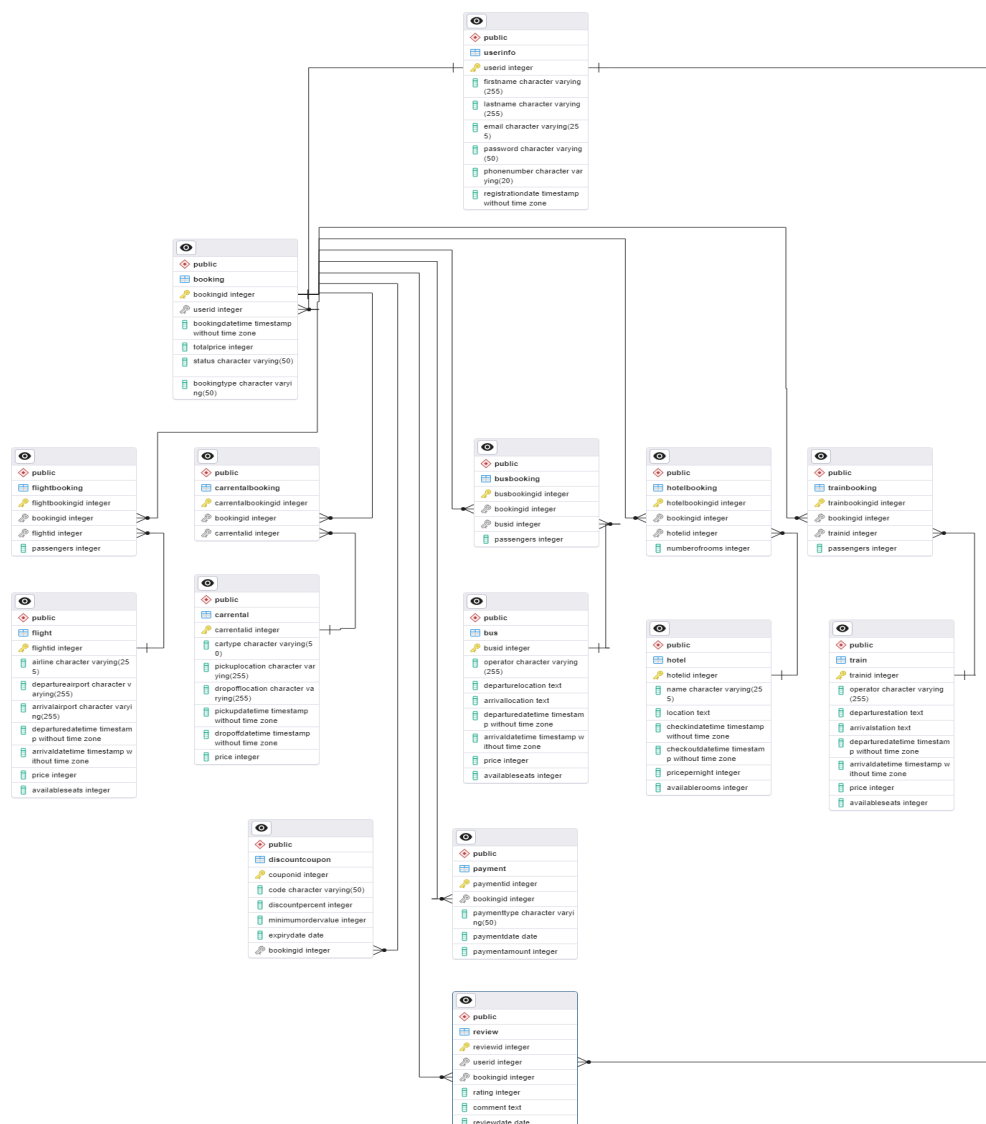 public
userinfo
userid integer
firstname character varying
(255)
lastname character varying
(255)
email character varying(25
5)
password character varying
(50)
phonenumber character var
ying(20)
registrationdate timestamp
without time zone
public
booking
bookingid integer
userid integer
bookingdatetime timestamp
without time zone
totalprice integer
status character varying(50)
bookingtype character varyi
ng(50)
public
flightbooking
flightbookingid integer
bookingid integer
flightid integer
passengers integer
public
carrentalbooking
carrentalbookingid integer
bookingid integer
carrentalid integer
public
busbooking
busbookingid integer
bookingid integer
busid integer
passengers integer
public
hotelbooking
hotelbookingid integer
bookingid integer
hotelid integer
numberofrooms integer
public
trainbooking
trainbookingid integer
bookingid integer
trainid integer
passengers integer
public
flight
flightid integer
airline character varying(25
5)
departureairport character v
arying(255)
arrivalairport character varyi
ng(255)
departuredatetime timestam
p without time zone
arrivaldatetime timestamp w
ithout time zone
price integer
availableseats integer
public
carrental
carrentalid integer
cartype character varying(5
0)
pickuplocation character var
ying(255)
dropofflocation character va
rying(255)
pickupdatetime timestamp
without time zone
dropoffdatetime timestamp
without time zone
price integer
public
bus
busid integer
operator character varying
(255)
departurelocation text
arrivallocation text
departuredatetime timestam
p without time zone
arrivaldatetime timestamp w
ithout time zone
price integer
availableseats integer
public
hotel
hotelid integer
name character varying(25
5)
location text
checkindatetime timestamp
without time zone
checkoutdatetime timestam
p without time zone
pricepernight integer
availablerooms integer
public
train
trainid integer
operator character varying
(255)
departurestation text
arrivalstation text
departuredatetime timestam
p without time zone
arrivaldatetime timestamp w
ithout time zone
price integer
availableseats integer
public
discountcoupon
couponid integer
code character varying(50)
discountpercent integer
minimumordervalue integer
expirydate date
bookingid integer
public
payment
paymentid integer
bookingid integer
paymenttype character varyi
ng(50)
paymentdate date
paymentamount integer
public
review
reviewid integer
userid integer
bookingid integer
rating integer
comment text
reviewdate date